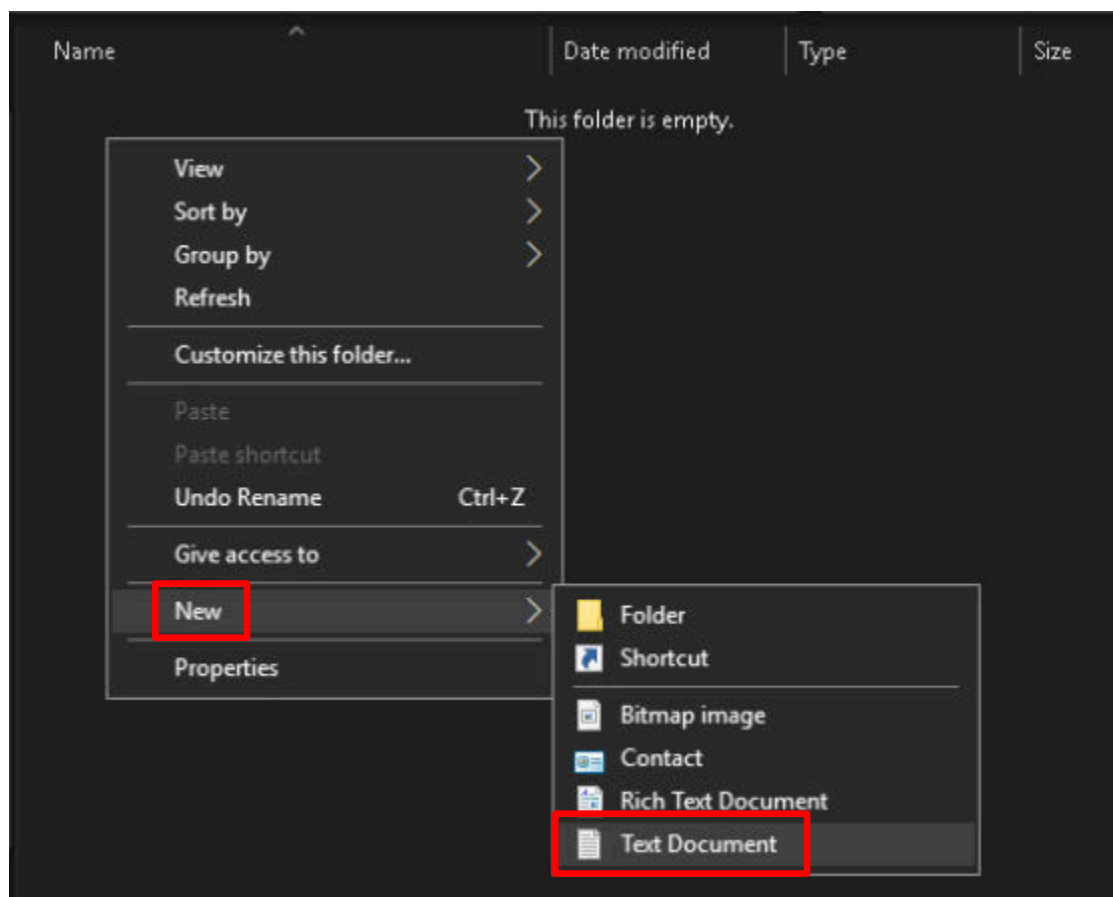 Name Date modified Type Size
This folder is empty.
View
Sort by
Group by
Refresh
Customize this folder...
Paste
Paste shortcut
Undo Rename Ctrl+Z
Give access to
New
Properties
Folder
Shortcut
Bitmap image
Contact
Rich Text Document
Text Document